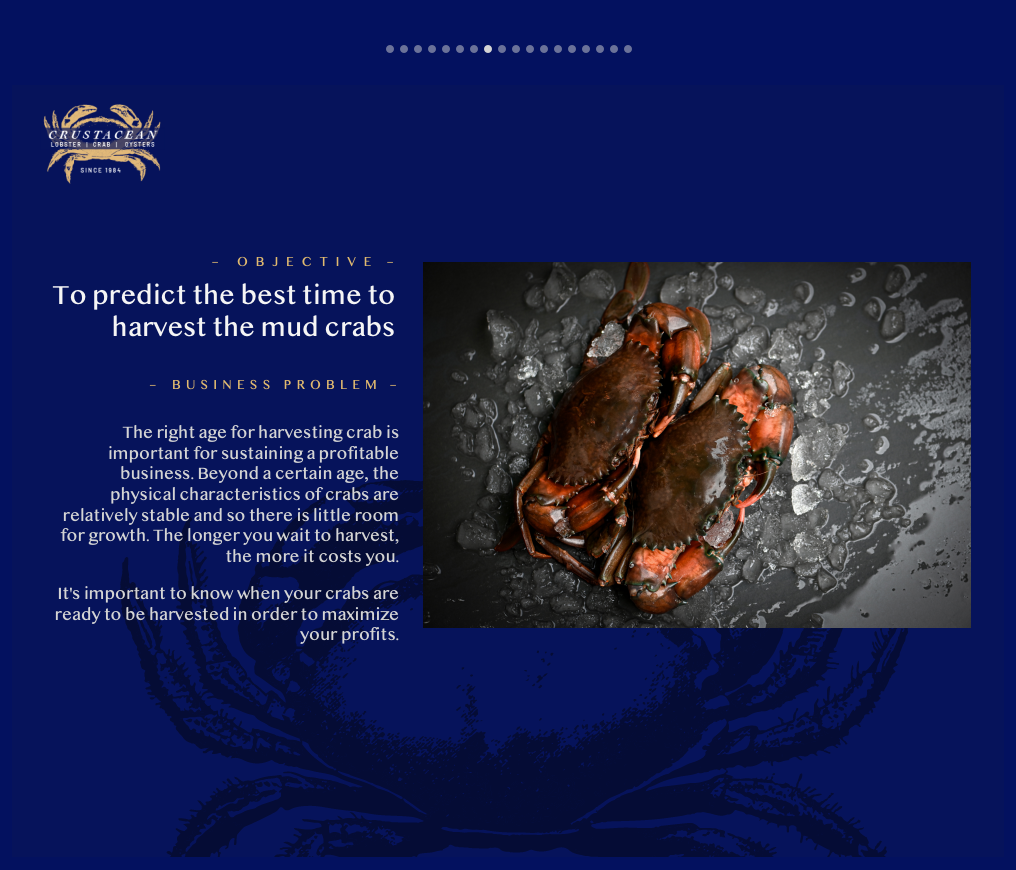 CRUSTACEAN
LOBSTER | CRAB | OYSTERS
SINCE 1984
– OBJECTIVE –
To predict the best time to
harvest the mud crabs
– BUSINESS PROBLEM –
The right age for harvesting crab is
important for sustaining a profitable
business. Beyond a certain age, the
physical characteristics of crabs are
relatively stable and so there is little room
for growth. The longer you wait to harvest,
the more it costs you.
It's important to know when your crabs are
ready to be harvested in order to maximize
your profits.